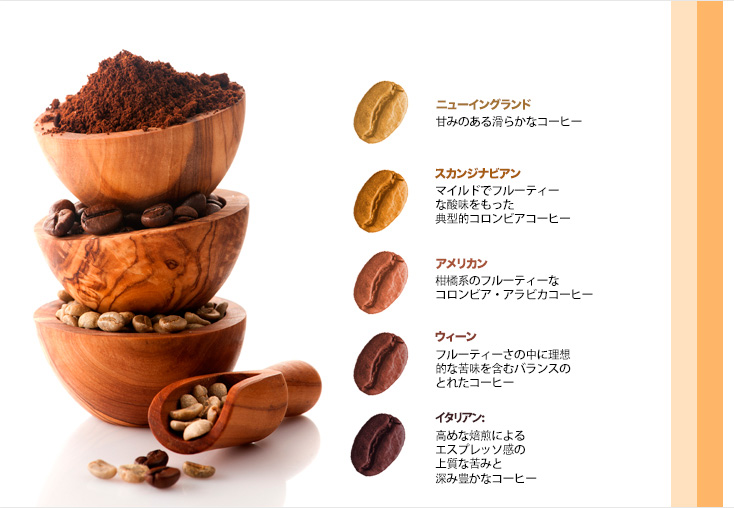 ニューイングランド
甘みのある滑らかなコーヒー
スカンジナビアン
マイルドでフルーティー
な酸味をもった
典型的コロンビアコーヒー
アメリカン
柑橘系のフルーティーな
コロンビア・アラビカコーヒー
ウィーン
フルーティーさの中に理想
的な苦味を含むバランスの
とれたコーヒー
イタリアン:
高めな焙煎による
エスプレッソ感の
上質な苦みと
深み豊かなコーヒー